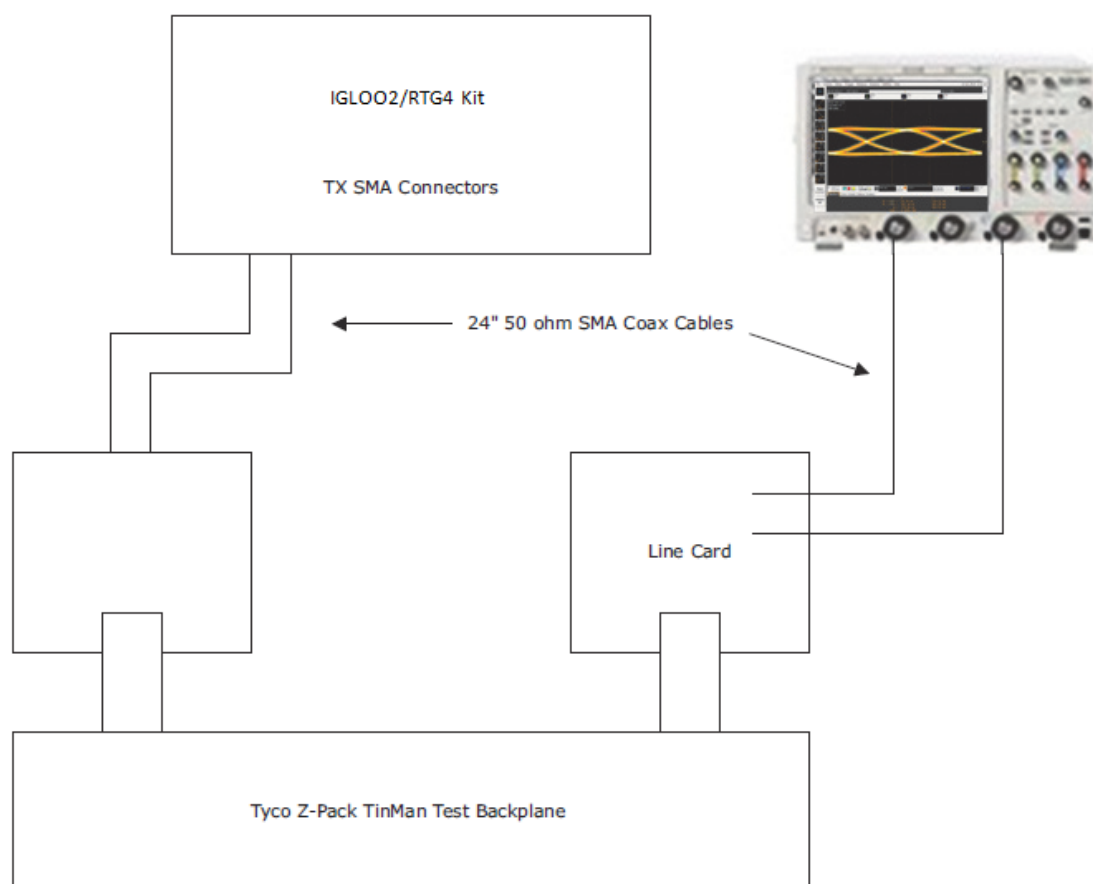 IGLOO2/RTG4 Kit
TX SMA Connectors
24" 50 ohm SMA Coax Cables
Line Card
Tyco Z-Pack TinMan Test Backplane